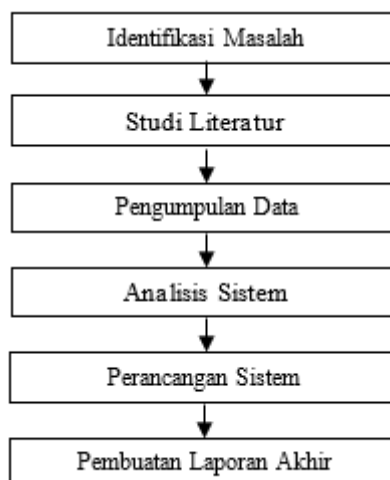 Identifikasi Masalah
Studi Literatur
Pengumpulan Data
Analisis Sistem
Perancangan Sistem
Pembuatan Laporan Akhir